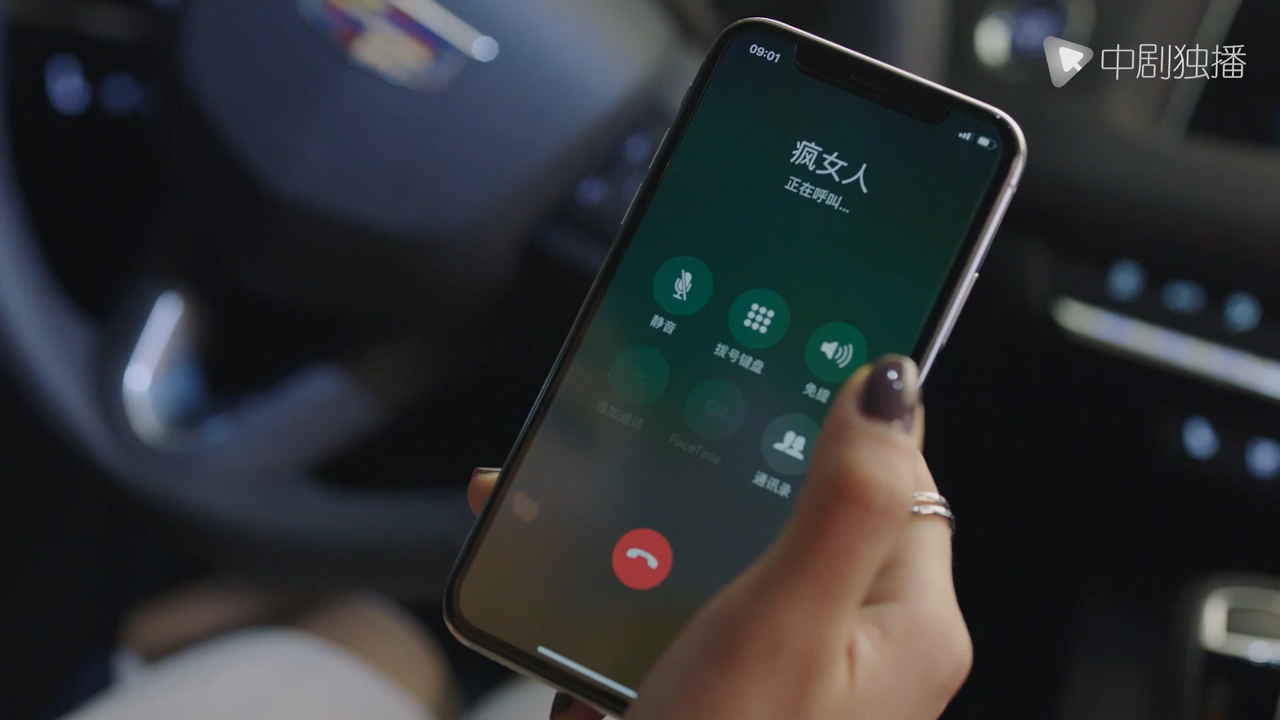 中剧独播
09:01
疯女人
正在呼叫...
静音
拨号键盘
免提
添加通话
FaceTime
通讯录